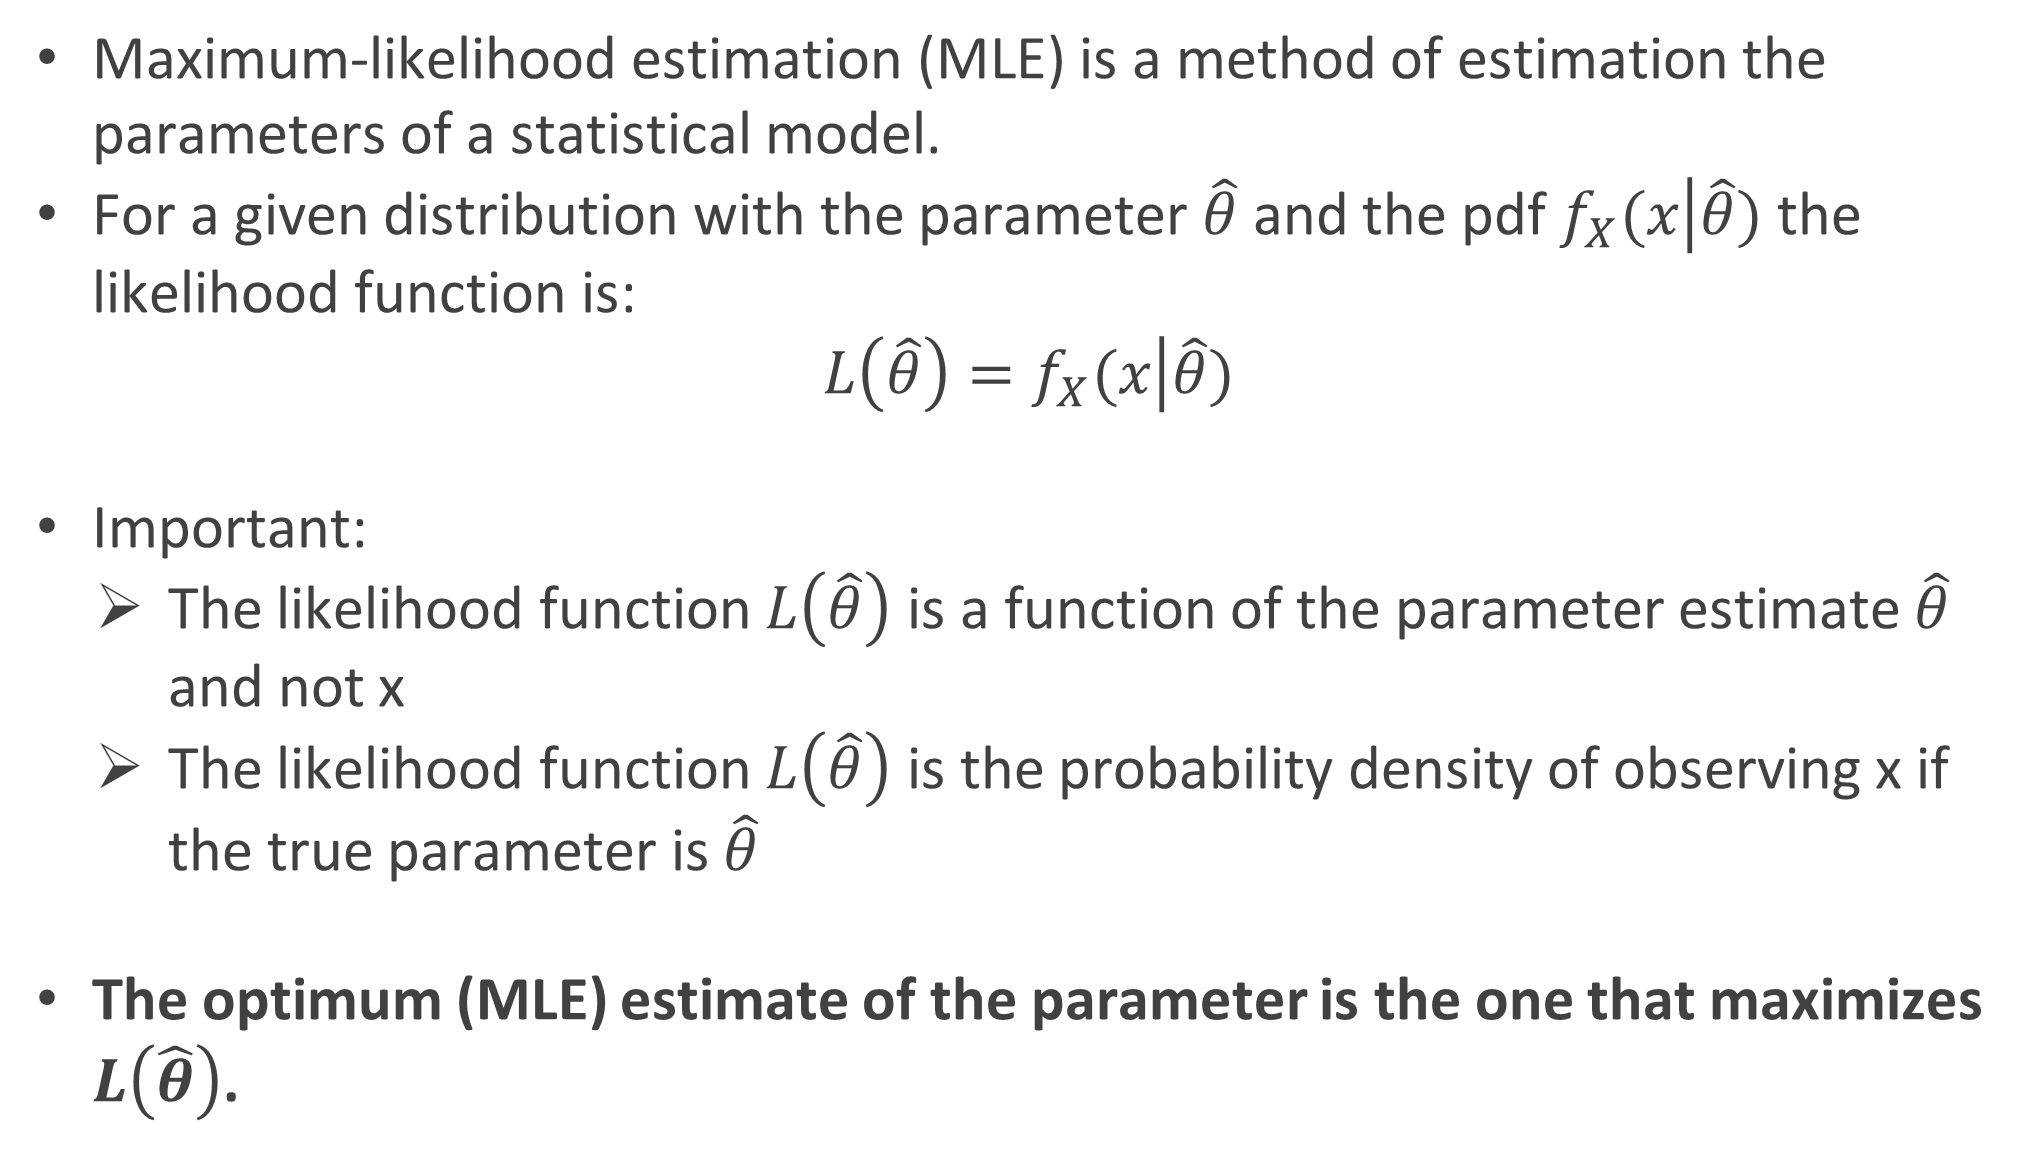 • Maximum-likelihood estimation (MLE) is a method of estimation the
parameters of a statistical model.
• For a given distribution with the parameter θ̂ and the pdf f_X(x|θ̂) the
likelihood function is:
L(θ̂) = f_X(x|θ̂)
• Important:
➢ The likelihood function L(θ̂) is a function of the parameter estimate θ̂
and not x
➢ The likelihood function L(θ̂) is the probability density of observing x if
the true parameter is θ̂
• The optimum (MLE) estimate of the parameter is the one that maximizes
L(θ̂).